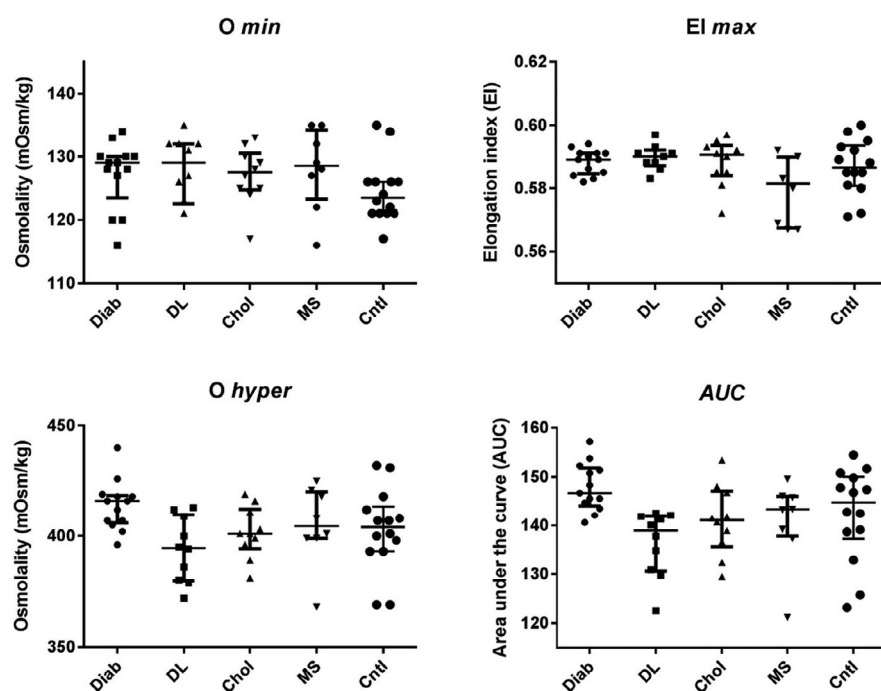 O min
Osmolality (mOsm/kg)
140
130
120
110
Diab
DL
Chol
MS
Cntl
EI max
Elongation index (EI)
0.62
0.60
0.58
0.56
Diab
DL
Chol
MS
Cntl
O hyper
Osmolality (mOsm/kg)
450
400
350
Diab
DL
Chol
MS
Cntl
AUC
Area under the curve (AUC)
160
150
140
130
120
Diab
DL
Chol
MS
Cntl